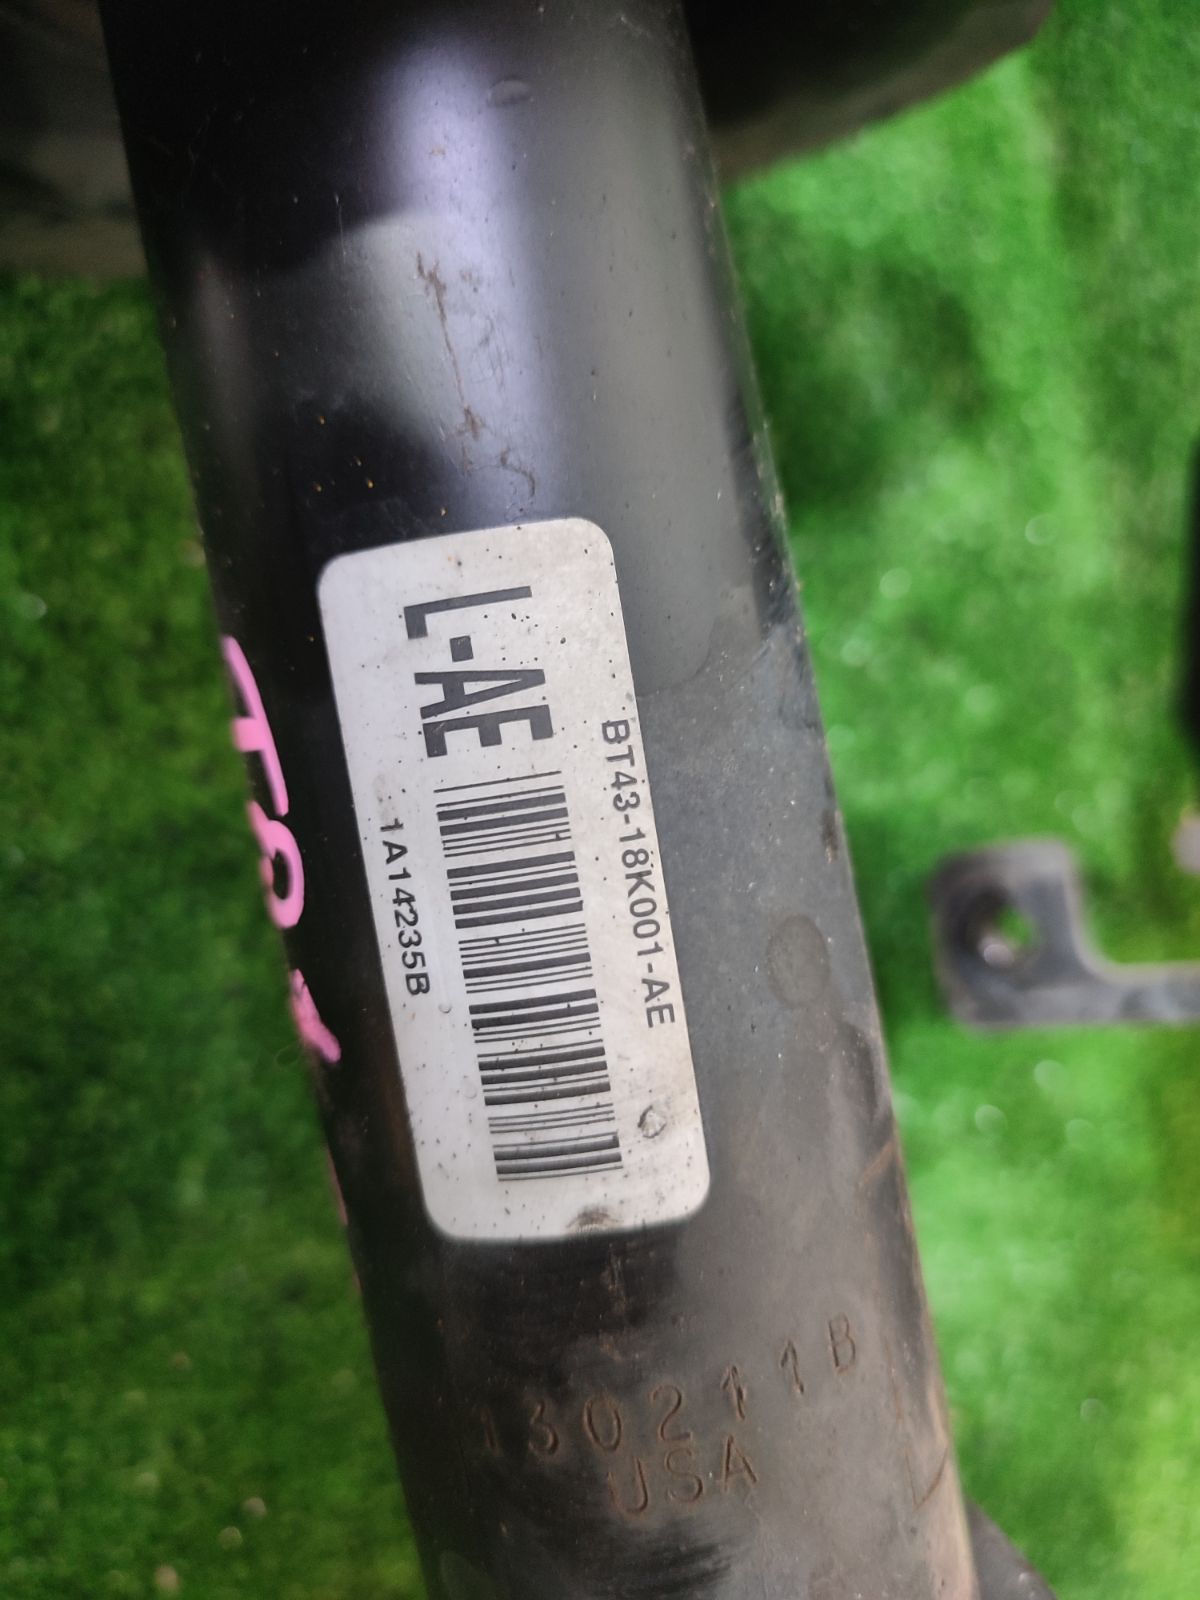 BT43-18K001-AE
L-AE
1A14235B
130211B
USA